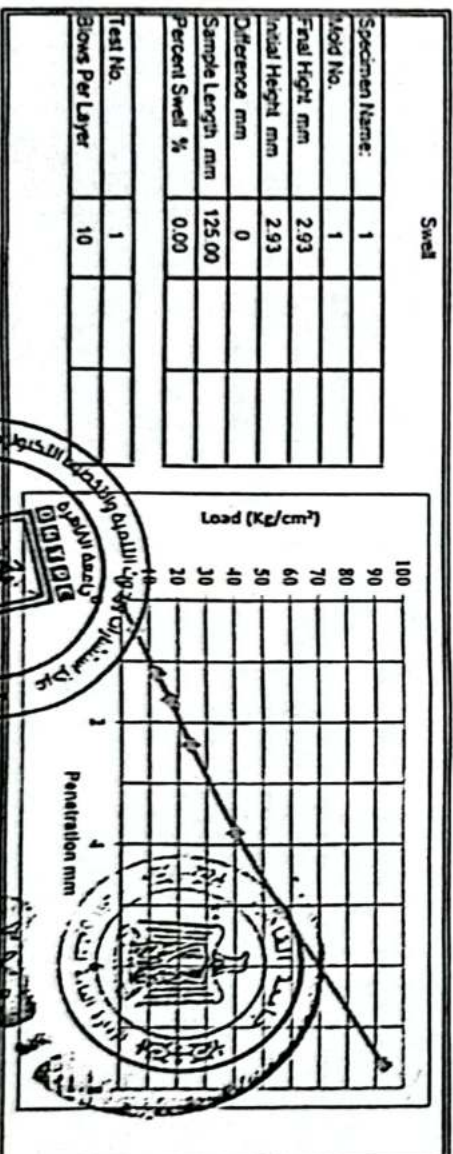 Swell
Specimen Name: 1
Mold No. 1
Final Hight mm 2.93
Initial Height mm 2.93
Difference mm 0
Sample Length mm 125.00
Percent Swell % 0.00
Test No. 1
Blows Per Layer 10
Load (Kg/cm²)
100
90
80
70
60
50
40
30
20
10
2
4
Penetration mm
جامعة القاهرة